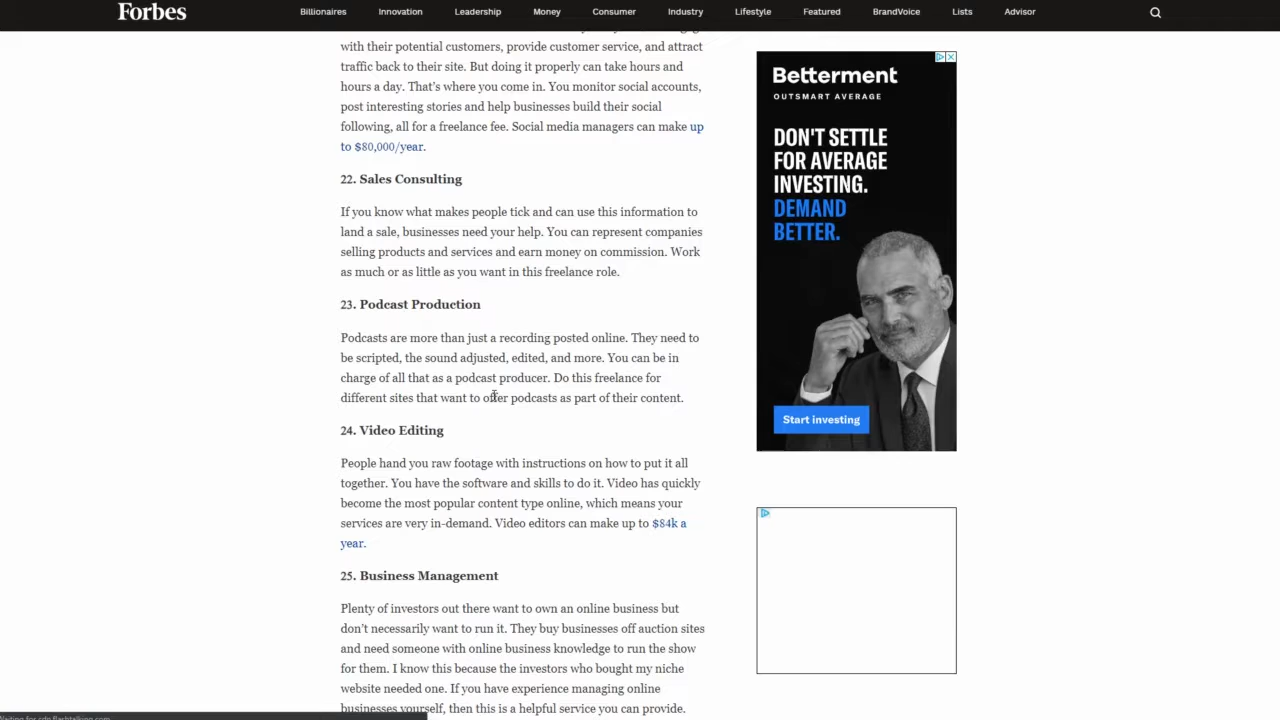 Forbes
Billionaires
Innovation
Leadership
Money
Consumer
Industry
Lifestyle
Featured
BrandVoice
Lists
Advisor
with their potential customers, provide customer service, and attract
traffic back to their site. But doing it properly can take hours and
hours a day. That's where you come in. You monitor social accounts,
post interesting stories and help businesses build their social
following, all for a freelance fee. Social media managers can make up
to $80,000/year.
22. Sales Consulting
If you know what makes people tick and can use this information to
land a sale, businesses need your help. You can represent companies
selling products and services and earn money on commission. Work
as much or as little as you want in this freelance role.
23. Podcast Production
Podcasts are more than just a recording posted online. They need to
be scripted, the sound adjusted, edited, and more. You can be in
charge of all that as a podcast producer. Do this freelance for
different sites that want to offer podcasts as part of their content.
24. Video Editing
People hand you raw footage with instructions on how to put it all
together. You have the software and skills to do it. Video has quickly
become the most popular content type online, which means your
services are very in-demand. Video editors can make up to $84k a
year.
25. Business Management
Plenty of investors out there want to own an online business but
don't necessarily want to run it. They buy businesses off auction sites
and need someone with online business knowledge to run the show
for them. I know this because the investors who bought my niche
website needed one. If you have experience managing online
businesses yourself, then this is a helpful service you can provide.
Betterment
OUTSMART AVERAGE
DON'T SETTLE
FOR AVERAGE
INVESTING.
DEMAND
BETTER.
Start investing